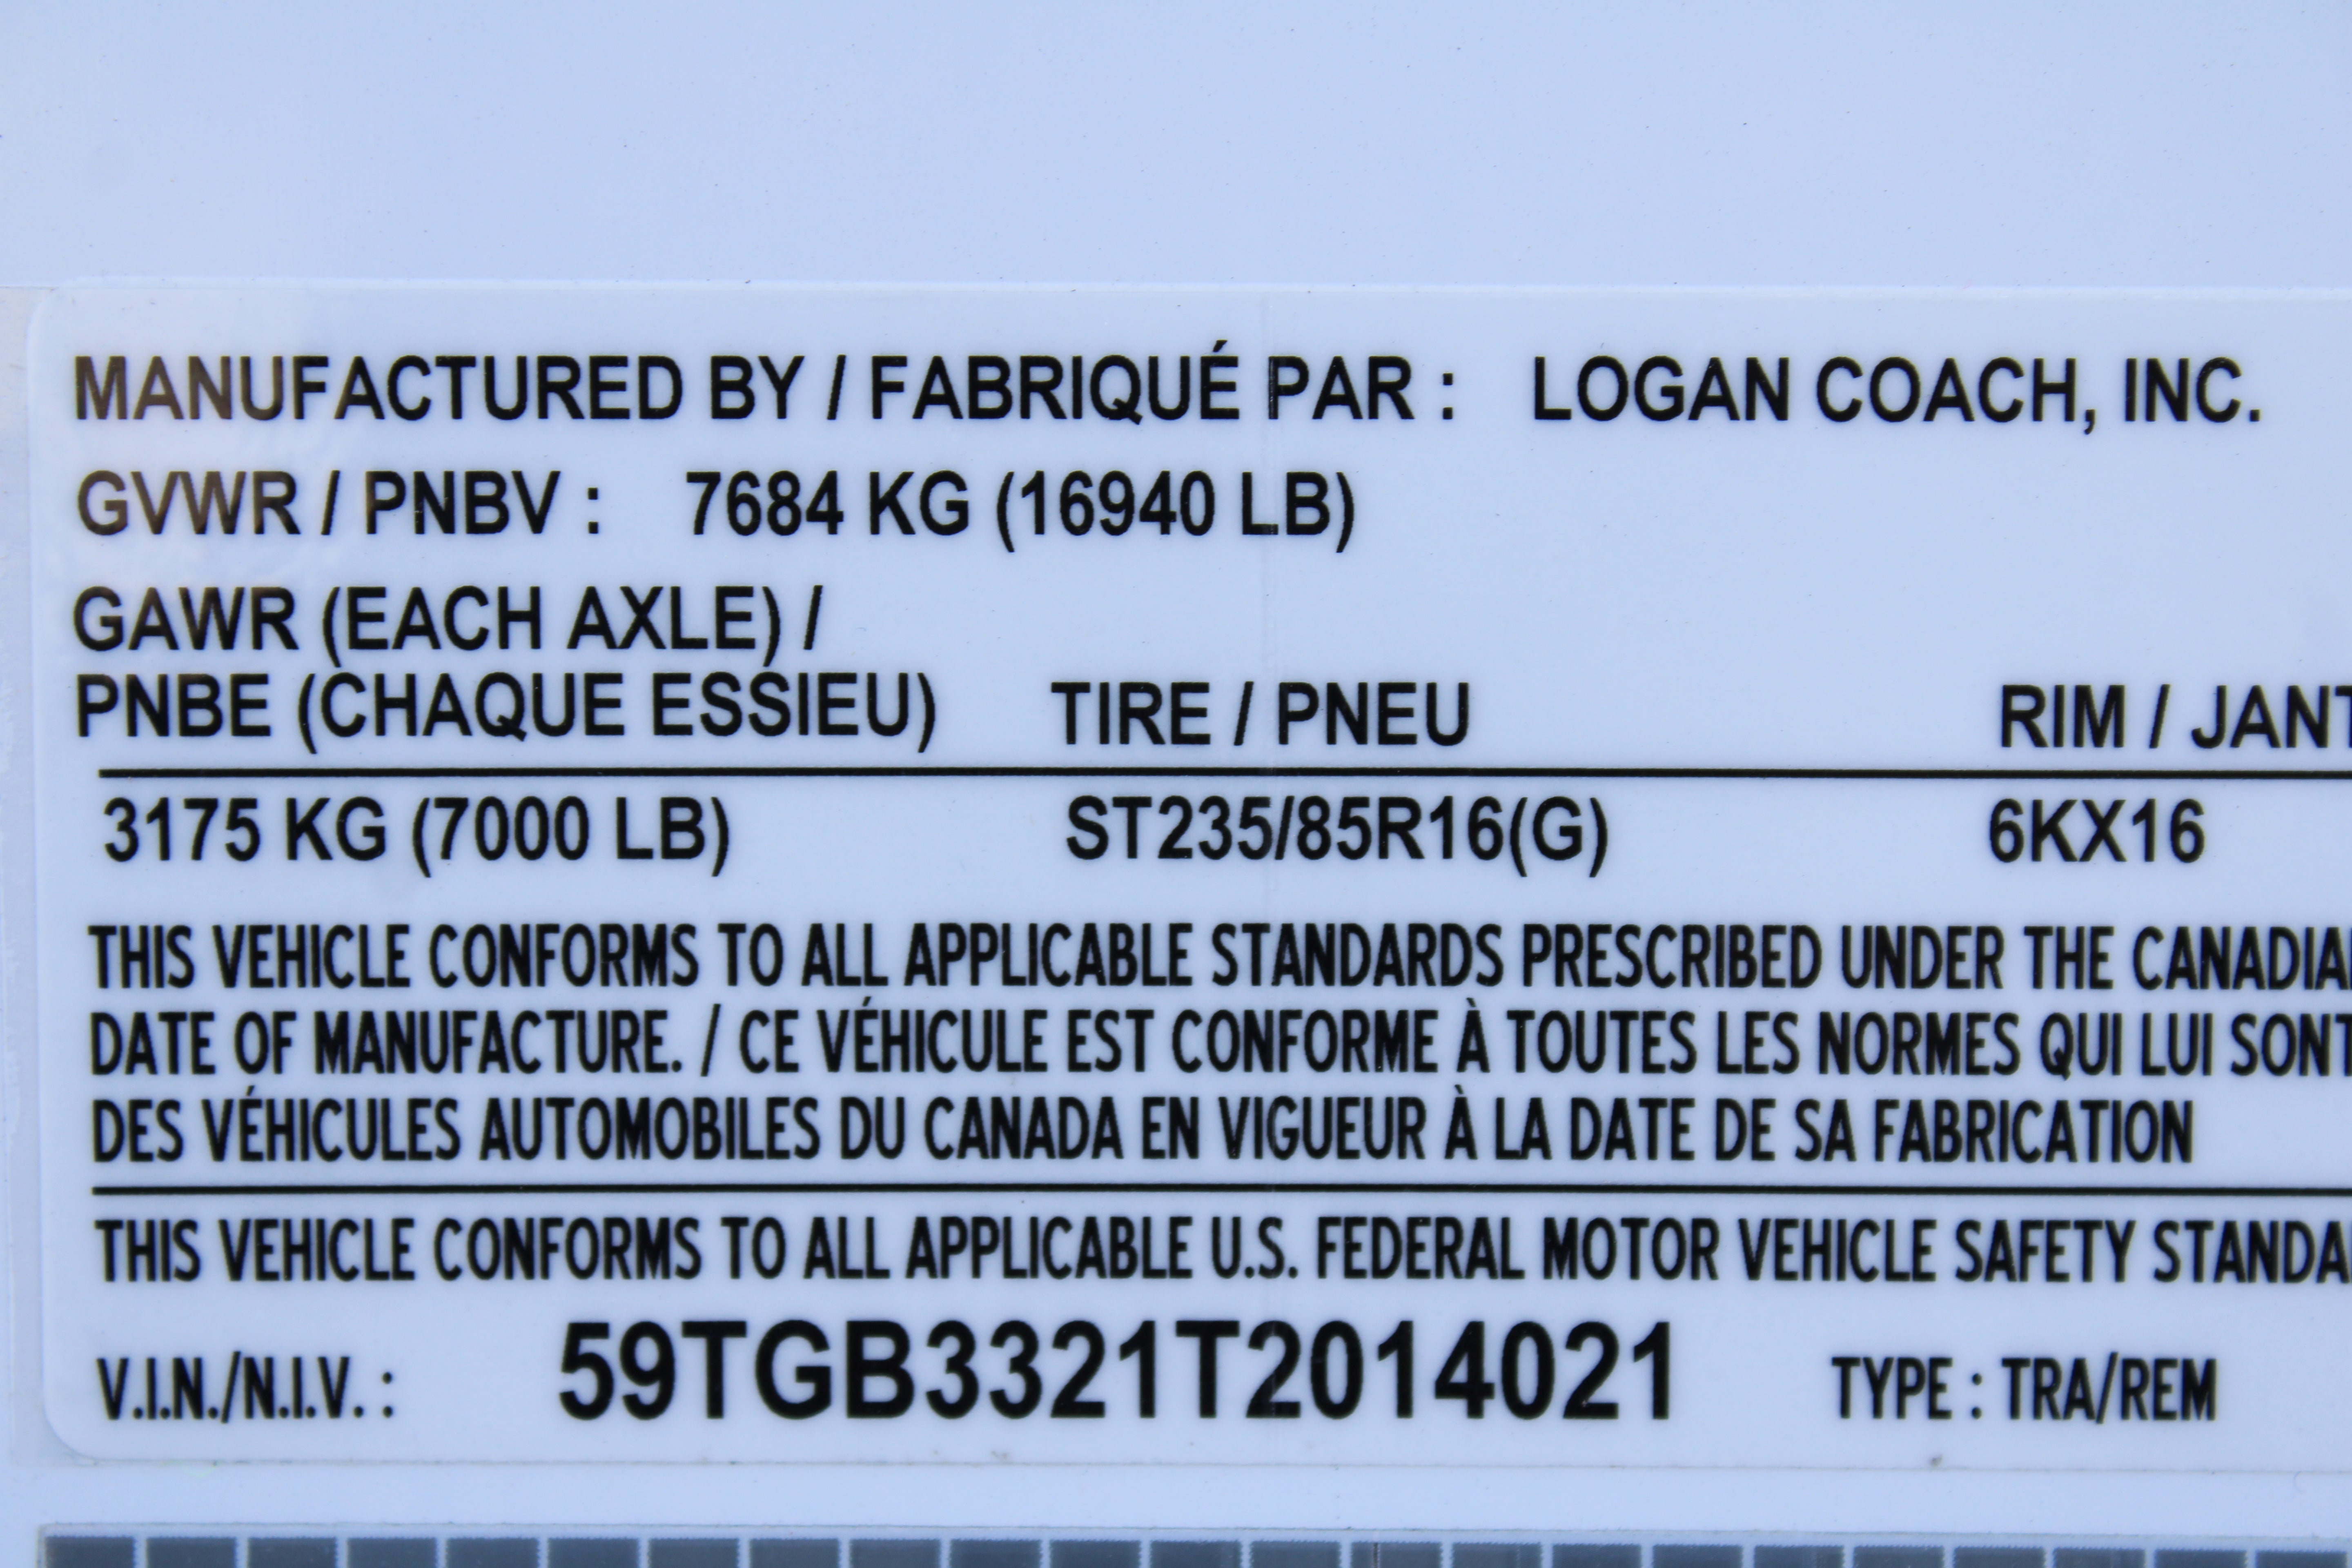 MANUFACTURED BY / FABRIQUÉ PAR : LOGAN COACH, INC.
GVWR / PNBV : 7684 KG (16940 LB)
GAWR (EACH AXLE) /
PNBE (CHAQUE ESSIEU) TIRE / PNEU RIM / JANT
3175 KG (7000 LB) ST235/85R16(G) 6KX16
THIS VEHICLE CONFORMS TO ALL APPLICABLE STANDARDS PRESCRIBED UNDER THE CANADIA
DATE OF MANUFACTURE. / CE VÉHICULE EST CONFORME À TOUTES LES NORMES QUI LUI SONT
DES VÉHICULES AUTOMOBILES DU CANADA EN VIGUEUR À LA DATE DE SA FABRICATION
THIS VEHICLE CONFORMS TO ALL APPLICABLE U.S. FEDERAL MOTOR VEHICLE SAFETY STANDA
V.I.N./N.I.V. : 59TGB3321T2014021 TYPE : TRA/REM